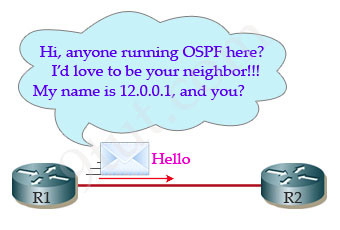 Hi, anyone running OSPF here?
I'd love to be your neighbor!!!
My name is 12.0.0.1, and you?
Hello
R1
R2